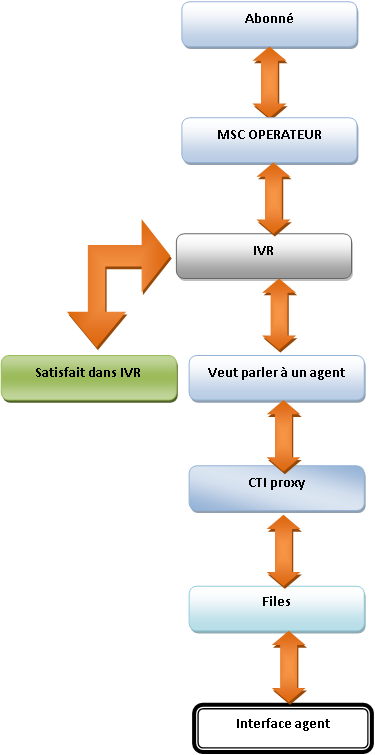 Abonné
MSC OPERATEUR
IVR
Satisfait dans IVR
Veut parler à un agent
CTI proxy
Files
Interface agent